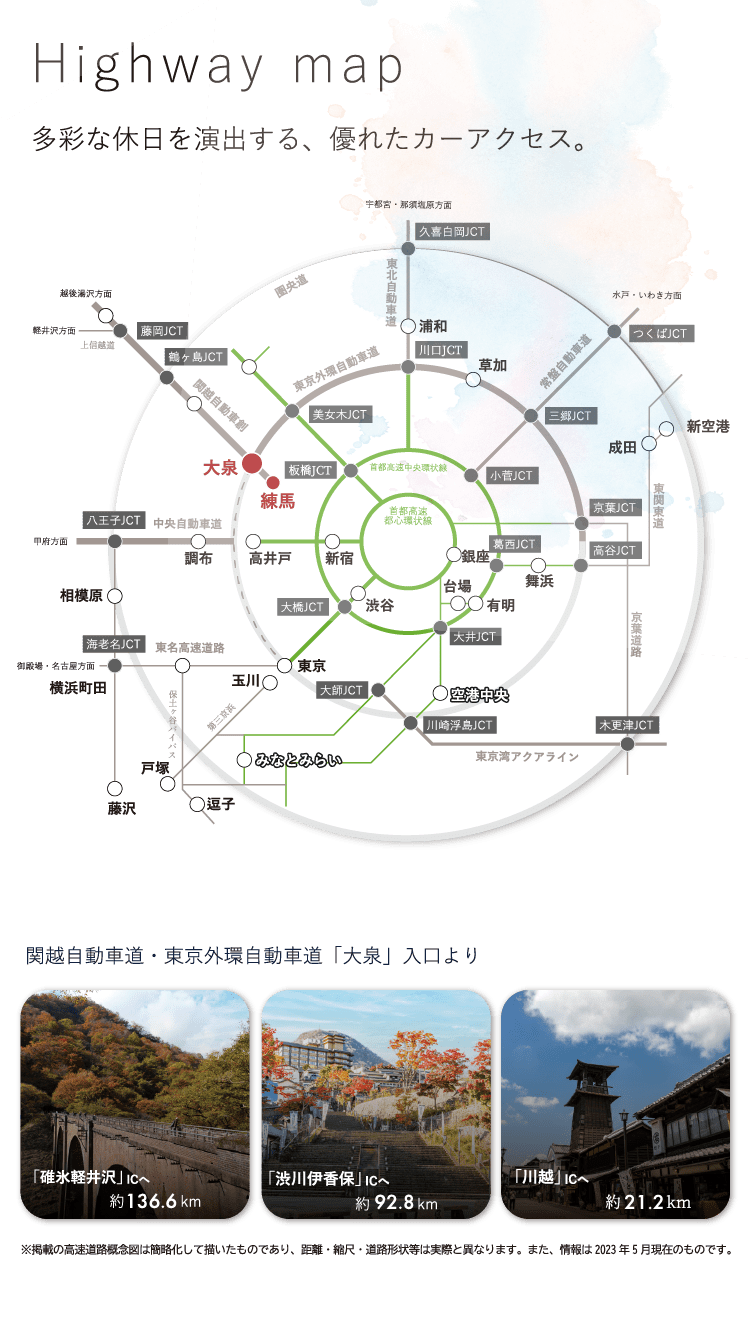 Highway map
多彩な休日を演出する、優れたカーアクセス。
宇都宮・那須塩原方面
久喜白岡JCT
圏央道
東北自動車道
越後湯沢方面
水戸・いわき方面
軽井沢方面
藤岡JCT
上信越道
浦和
つくばJCT
鶴ヶ島JCT
川口JCT
東京外環自動車道
草加
常磐自動車道
関越自動車創
美女木JCT
三郷JCT
新空港
成田
大泉
板橋JCT
首都高速中央環状線
小菅JCT
練馬
東関東道
八王子JCT
中央自動車道
首都高速
都心環状線
京葉JCT
甲府方面
調布
高井戸
新宿
銀座
葛西JCT
高谷JCT
舞浜
相模原
台場
有明
大橋JCT
渋谷
京葉道路
海老名JCT
東名高速道路
大井JCT
御殿場・名古屋方面
東京
横浜町田
玉川
大師JCT
空港中央
保土ヶ谷バイパス
第三京浜
川崎浮島JCT
木更津JCT
戸塚
みなとみらい
東京湾アクアライン
藤沢
逗子
関越自動車道・東京外環自動車道「大泉」入口より
「碓氷軽井沢」ICへ
約136.6km
「渋川伊香保」ICへ
約92.8km
「川越」ICへ
約21.2km
※掲載の高速道路概念図は簡略化して描いたものであり、距離・縮尺・道路形状等は実際と異なります。また、情報は2023年5月現在のものです。